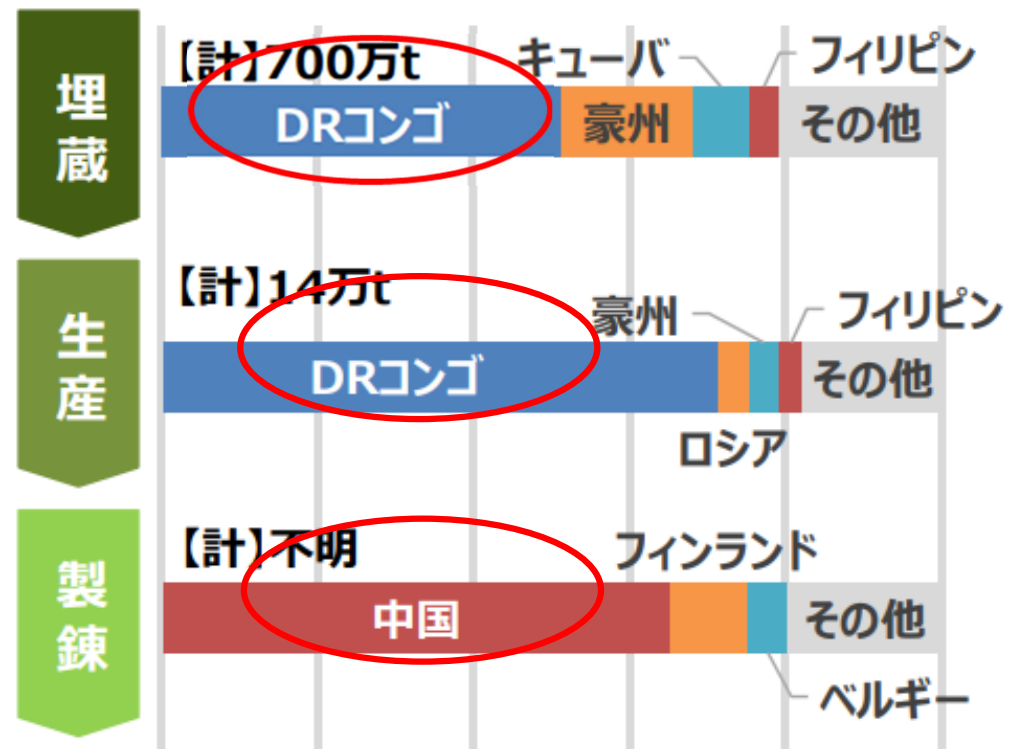 埋蔵
【計】700万t
キューバ
フィリピン
DRコンゴ
豪州
その他
生産
【計】14万t
豪州
フィリピン
DRコンゴ
その他
ロシア
製錬
【計】不明
フィンランド
中国
その他
ベルギー